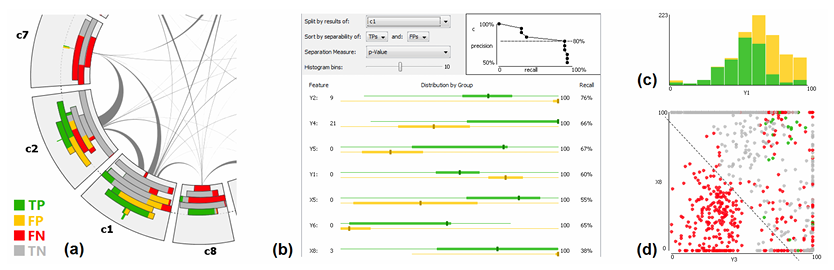 c7
c2
c1
c8
TP
FP
FN
TN
(a)
Split by results of: c1
Sort by separability of: TPs and: FPs
Separation Measure: p-Value
Histogram bins: 10
c 100%
precision
80%
50%
recall 100%
Feature Distribution by Group Recall
Y2: 9 100 76%
Y4: 21 100 66%
Y5: 0 100 67%
Y1: 0 100 60%
X5: 0 100 55%
Y6: 0 100 65%
X8: 3 100 38%
(b)
223
(c)
0 Y1 100
100
X8
0
0 Y3 100
(d)